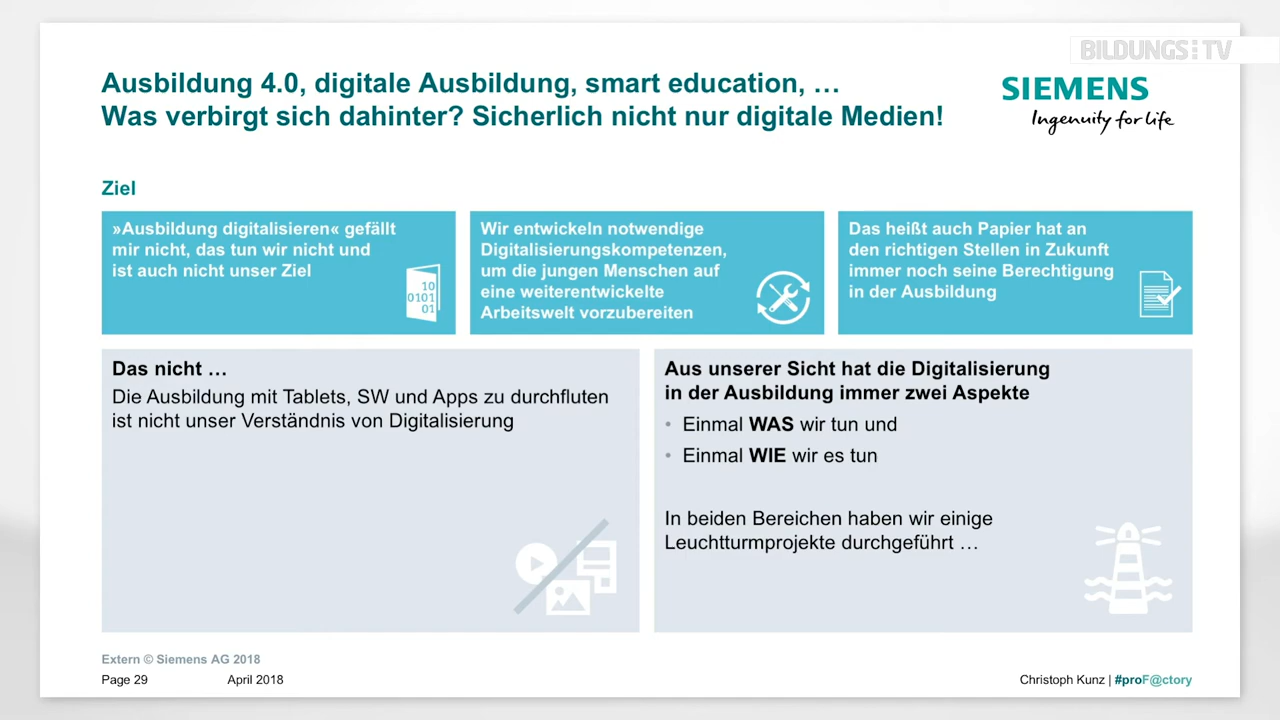 BILDUNGS TV
Ausbildung 4.0, digitale Ausbildung, smart education, …
Was verbirgt sich dahinter? Sicherlich nicht nur digitale Medien!
SIEMENS
Ingenuity for life
Ziel
»Ausbildung digitalisieren« gefällt
mir nicht, das tun wir nicht und
ist auch nicht unser Ziel
10
0101
01
Wir entwickeln notwendige
Digitalisierungskompetenzen,
um die jungen Menschen auf
eine weiterentwickelte
Arbeitswelt vorzubereiten
Das heißt auch Papier hat an
den richtigen Stellen in Zukunft
immer noch seine Berechtigung
in der Ausbildung
Das nicht …
Die Ausbildung mit Tablets, SW und Apps zu durchfluten
ist nicht unser Verständnis von Digitalisierung
Aus unserer Sicht hat die Digitalisierung
in der Ausbildung immer zwei Aspekte
• Einmal WAS wir tun und
• Einmal WIE wir es tun
In beiden Bereichen haben wir einige
Leuchtturmprojekte durchgeführt …
Extern © Siemens AG 2018
Page 29 April 2018
Christoph Kunz | #proF@ctory